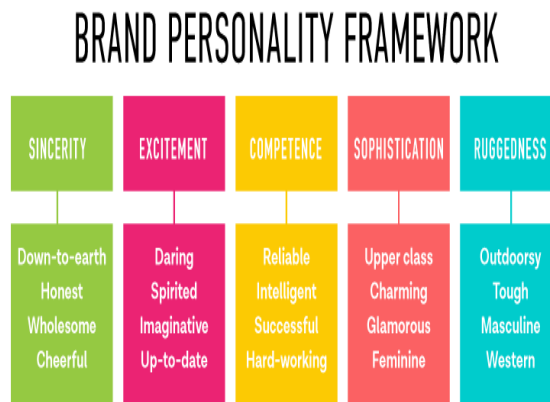 BRAND PERSONALITY FRAMEWORK
SINCERITY
EXCITEMENT
COMPETENCE
SOPHISTICATION
RUGGEDNESS
Down-to-earth
Honest
Wholesome
Cheerful
Daring
Spirited
Imaginative
Up-to-date
Reliable
Intelligent
Successful
Hard-working
Upper class
Charming
Glamorous
Feminine
Outdoorsy
Tough
Masculine
Western